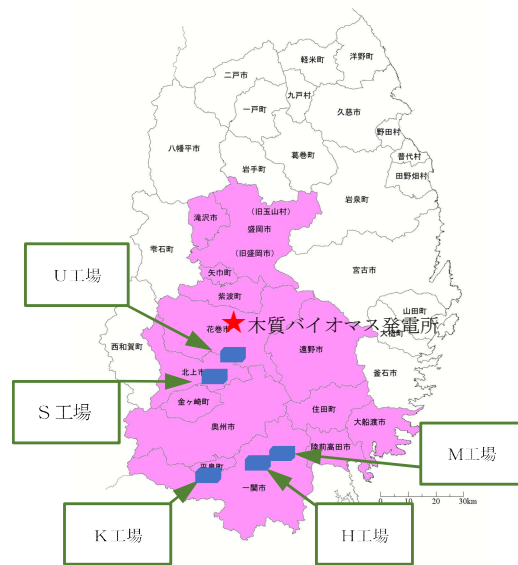 洋野町
軽米町
二戸市
九戸村
一戸町
久慈市
野田村
八幡平市
葛巻町
普代村
岩手町
田野畑村
岩泉町
(旧玉山村)
滝沢市
盛岡市
雫石町
(旧盛岡市)
矢巾町
宮古市
U工場
紫波町
山田町
木質バイオマス発電所
花巻市
大槌町
西和賀町
遠野市
釜石市
北上市
S工場
金ヶ崎町
住田町
奥州市
大船渡市
陸前高田市
M工場
平泉町
一関市
0 10 20 30km
K工場
H工場